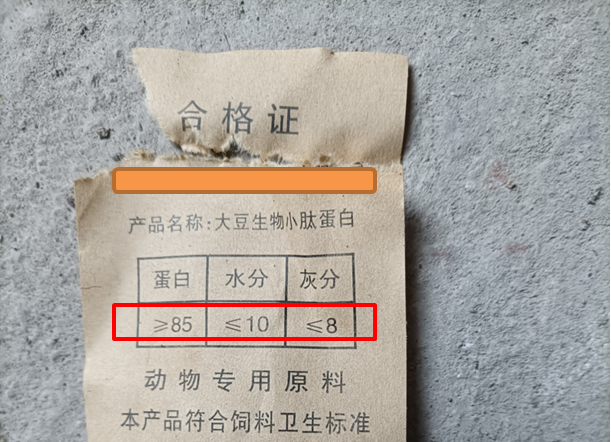 合格证
产品名称:大豆生物小肽蛋白
蛋白 水分 灰分
≥85 ≤10 ≤8
动物专用原料
本产品符合饲料卫生标准